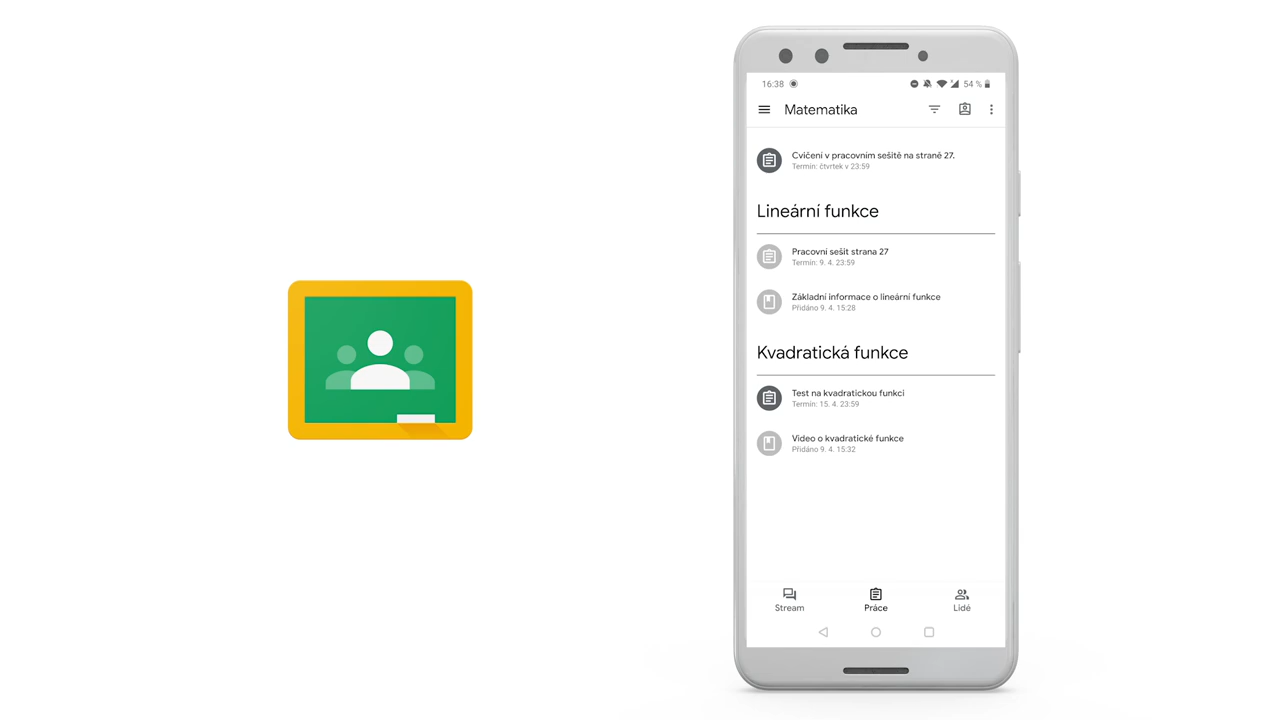 16:38
54 %
Matematika
Cvičení v pracovním sešitě na straně 27.
Termín: čtvrtek v 23:59
Lineární funkce
Pracovní sešit strana 27
Termín: 9. 4. 23:59
Základní informace o lineární funkce
Přidáno 9. 4. 15:28
Kvadratická funkce
Test na kvadratickou funkci
Termín: 15. 4. 23:59
Video o kvadratické funkce
Přidáno 9. 4. 15:32
Stream
Práce
Lidé